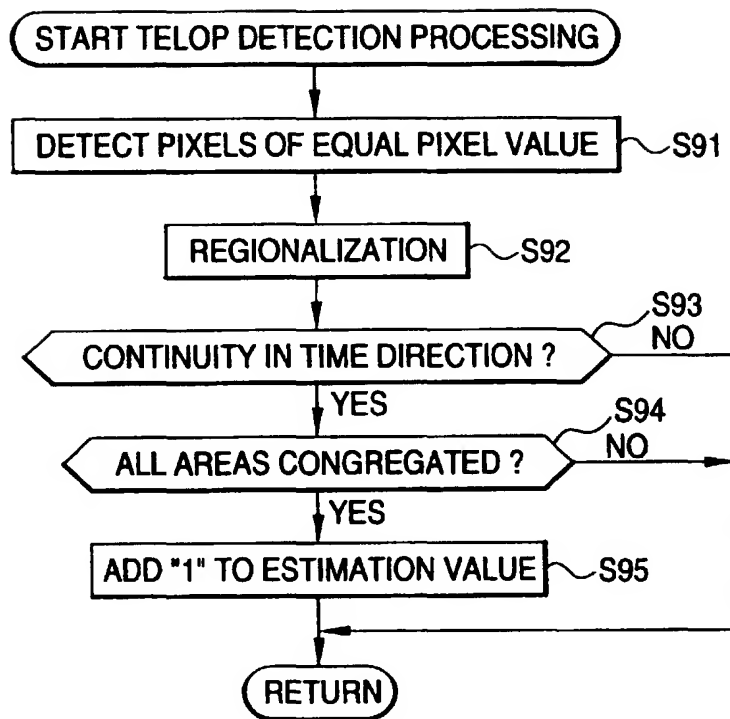 START TELOP DETECTION PROCESSING
DETECT PIXELS OF EQUAL PIXEL VALUE
S91
REGIONALIZATION
S92
S93
CONTINUITY IN TIME DIRECTION ?
NO
YES
S94
ALL AREAS CONGREGATED ?
NO
YES
ADD "1" TO ESTIMATION VALUE
S95
RETURN